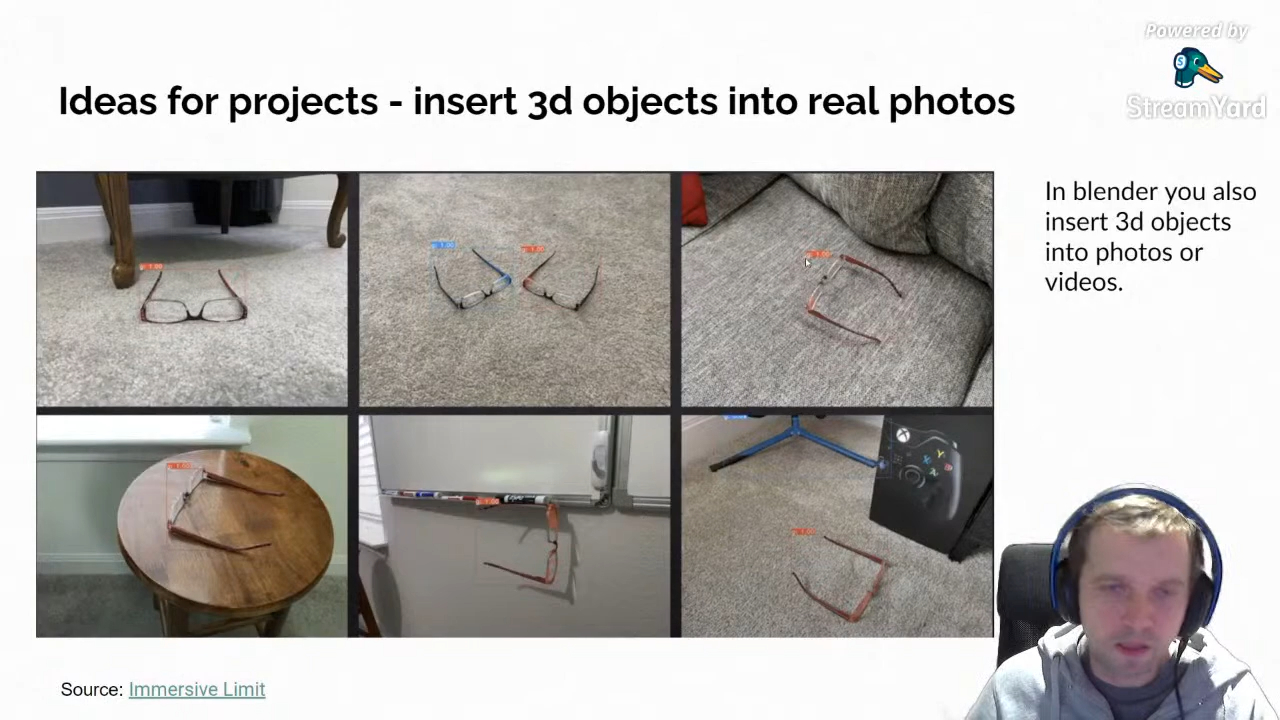 Powered by
StreamYard
Ideas for projects - insert 3d objects into real photos
In blender you also
insert 3d objects
into photos or
videos.
Source: Immersive Limit